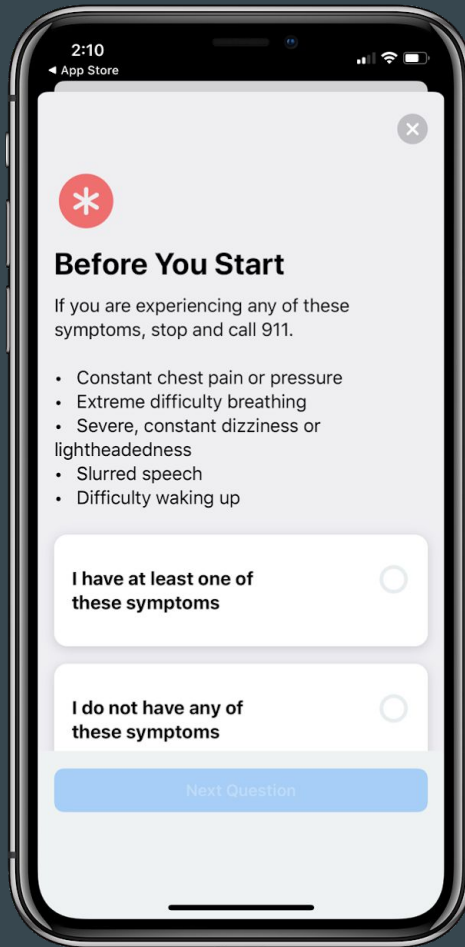 2:10
◀ App Store
Before You Start
If you are experiencing any of these
symptoms, stop and call 911.
• Constant chest pain or pressure
• Extreme difficulty breathing
• Severe, constant dizziness or
lightheadedness
• Slurred speech
• Difficulty waking up
I have at least one of
these symptoms
I do not have any of
these symptoms
Next Question